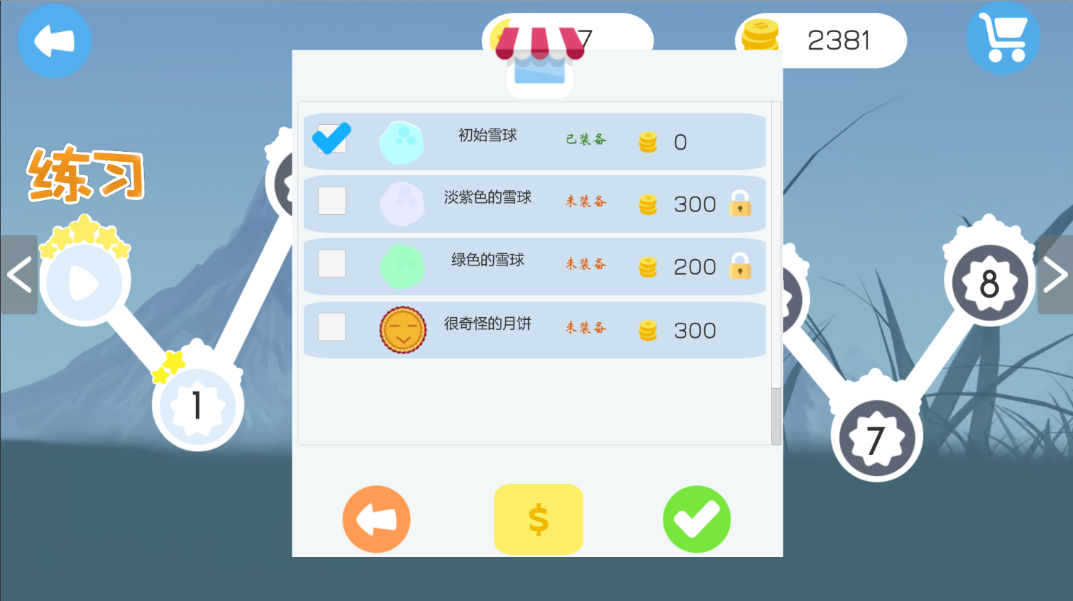 7
2381
练习
初始雪球 已装备 0
淡紫色的雪球 未装备 300
绿色的雪球 未装备 200
很奇怪的月饼 未装备 300
1
7
8
$